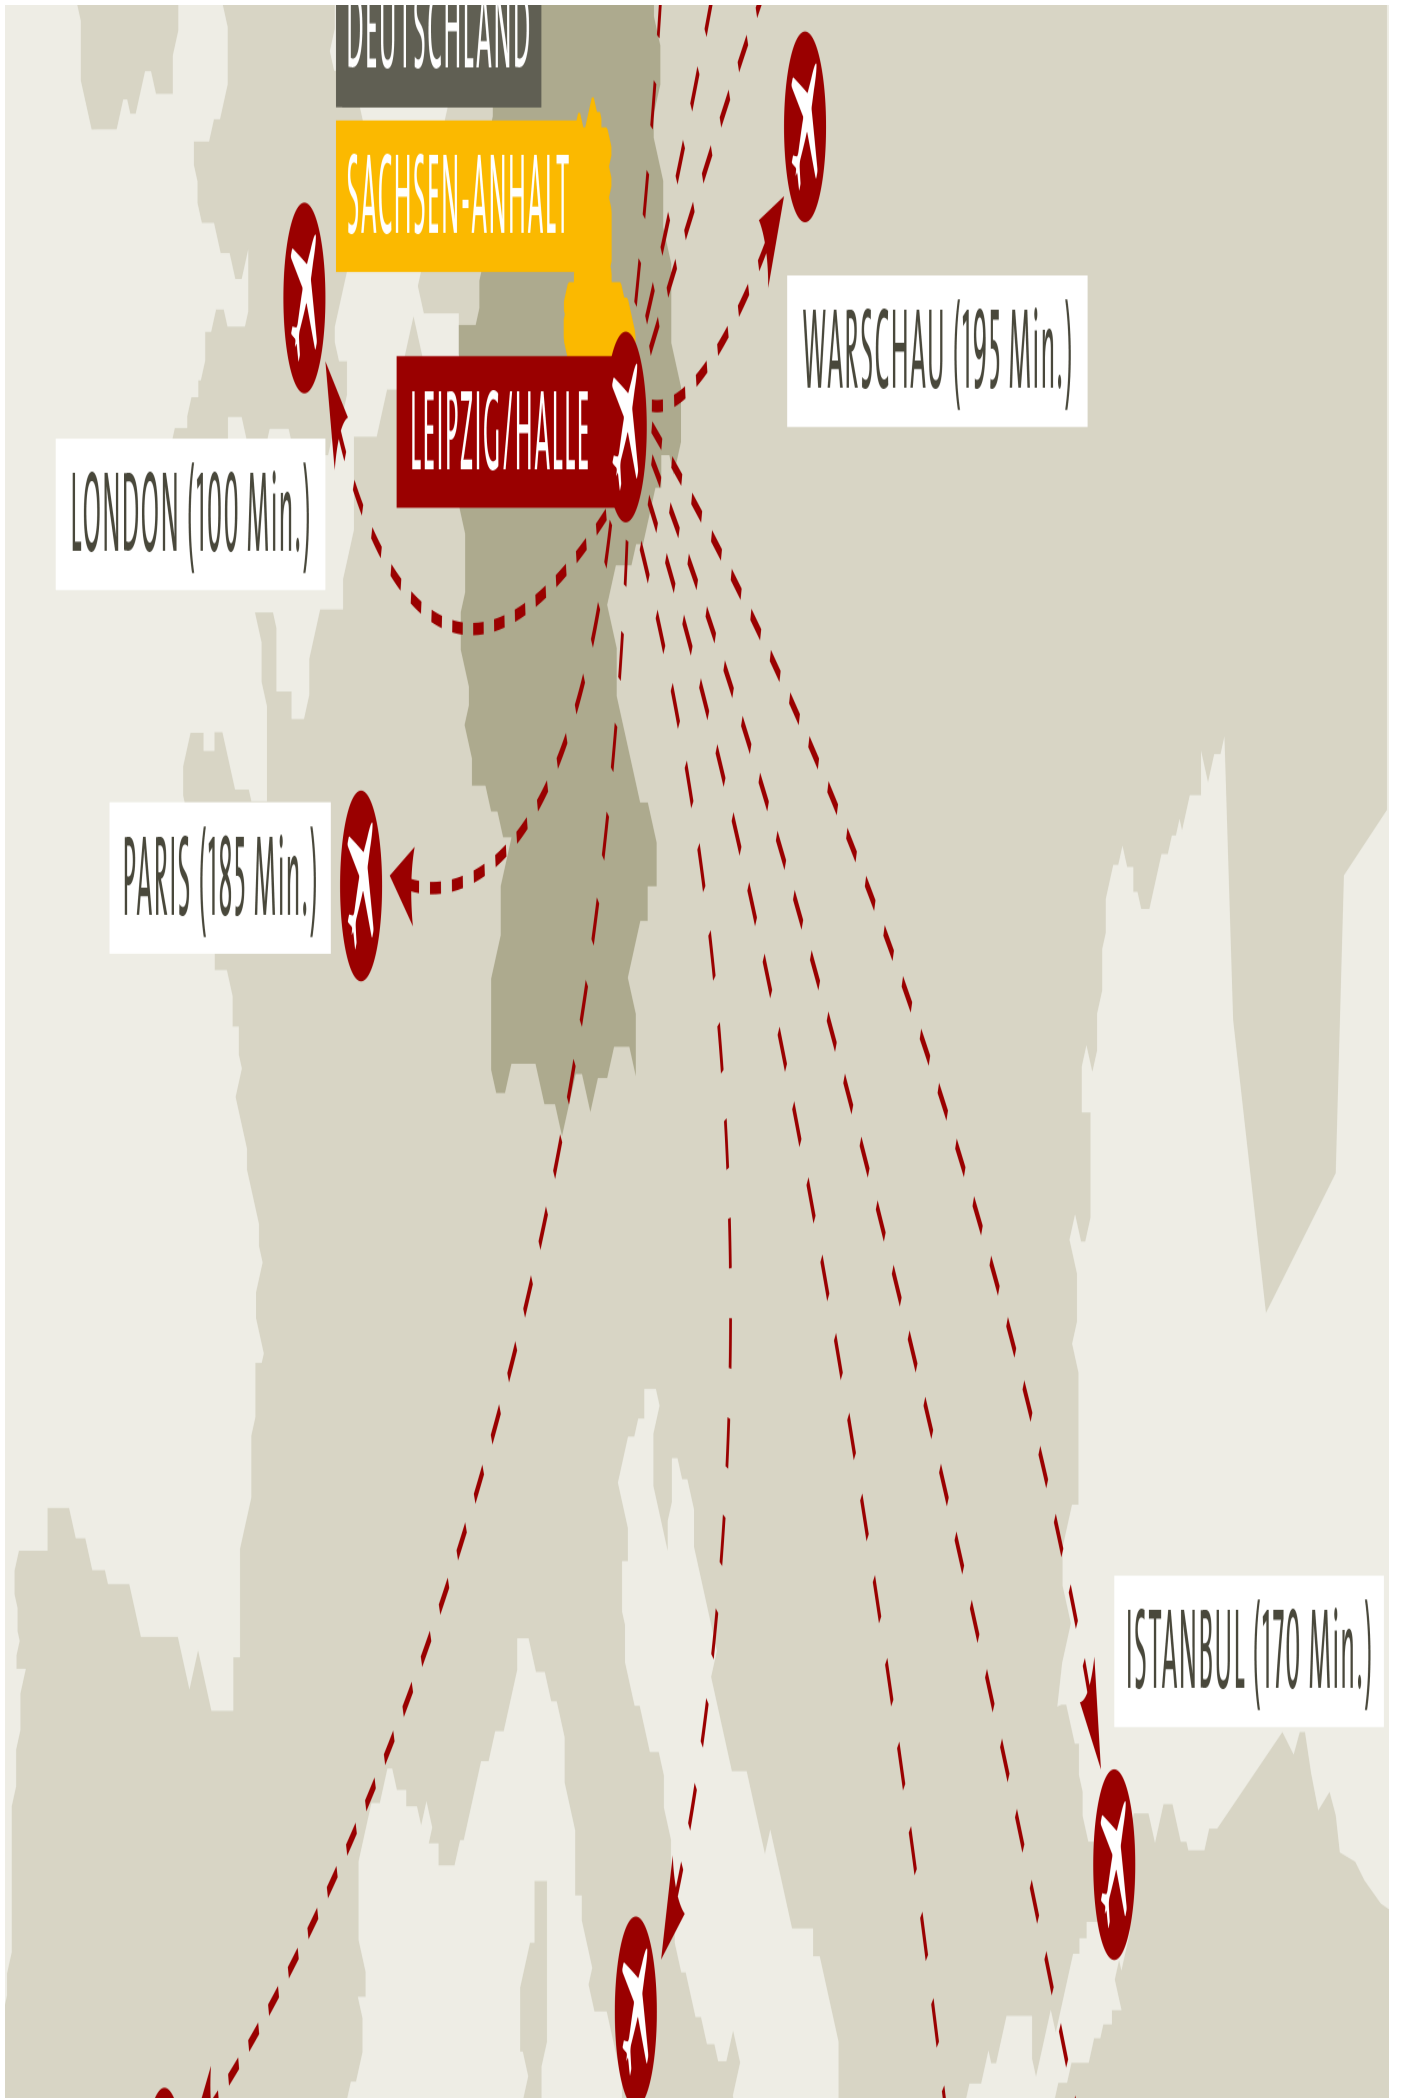 DEUTSCHLAND
SACHSEN-ANHALT
WARSCHAU (195 Min.)
LEIPZIG/HALLE
LONDON (100 Min.)
PARIS (185 Min.)
ISTANBUL (170 Min.)